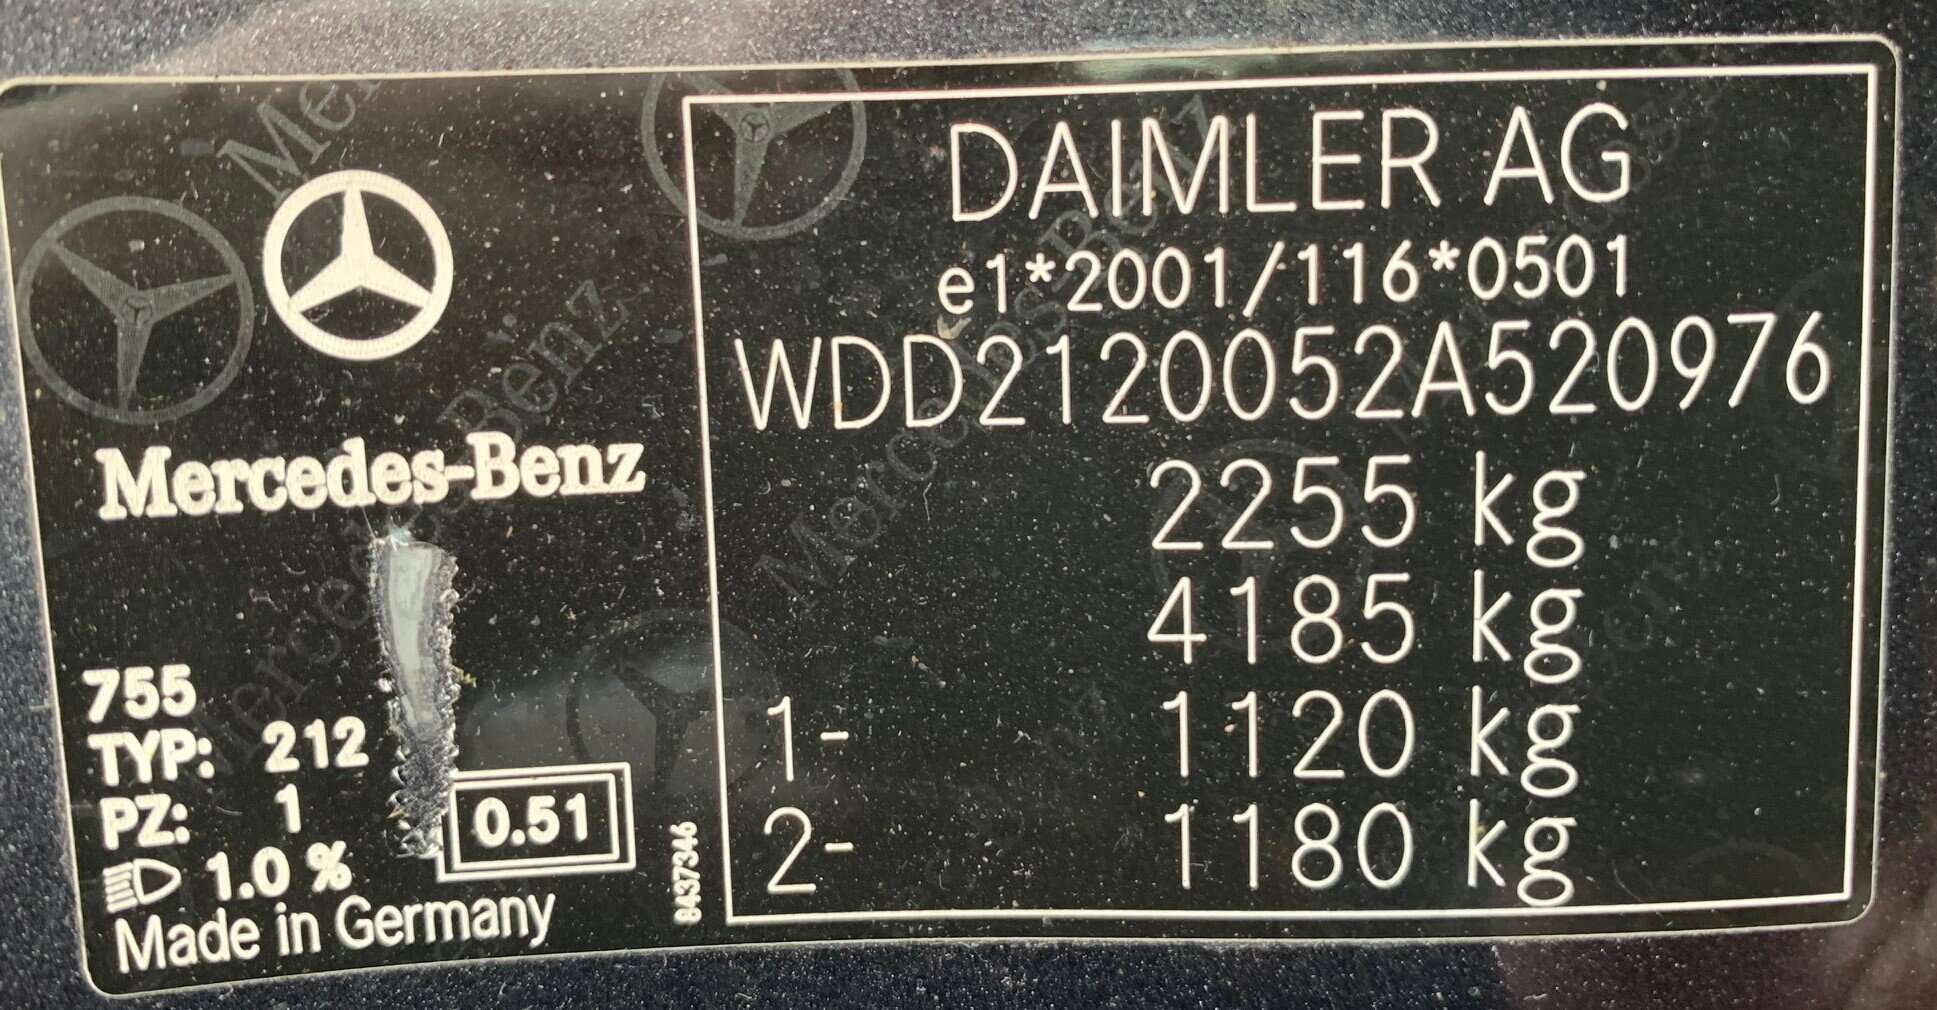 Mercedes-Benz
755
TYP: 212
PZ: 1
1.0 %
0.51
Made in Germany
8437346
DAIMLER AG
e1*2001/116*0501
WDD2120052A520976
2255 kg
4185 kg
1- 1120 kg
2- 1180 kg